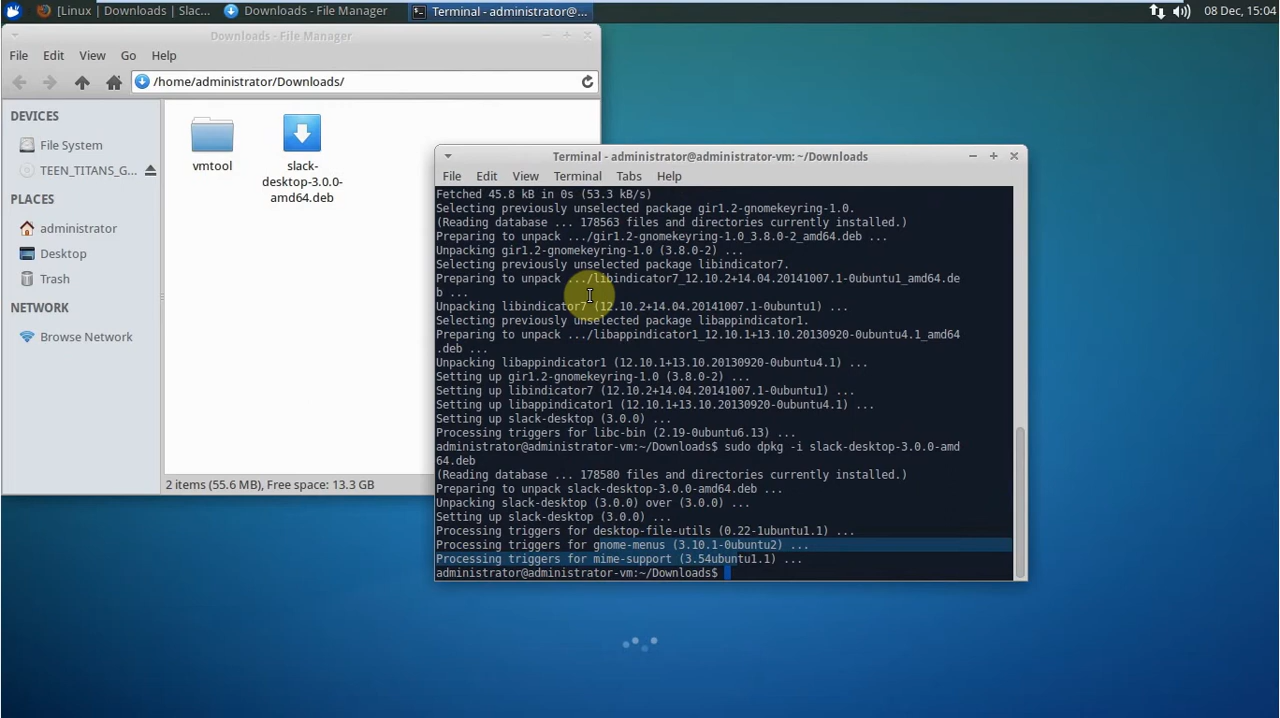 [Linux | Downloads | Slac...
Downloads - File Manager
Terminal - administrator@...
08 Dec, 15:04
Downloads - File Manager
File Edit View Go Help
/home/administrator/Downloads/
DEVICES
File System
TEEN_TITANS_G...
PLACES
administrator
Desktop
Trash
NETWORK
Browse Network
vmtool
slack-
desktop-3.0.0-
amd64.deb
2 items (55.6 MB), Free space: 13.3 GB
Terminal - administrator@administrator-vm: ~/Downloads
File Edit View Terminal Tabs Help
Fetched 45.8 kB in 0s (53.3 kB/s)
Selecting previously unselected package gir1.2-gnomekeyring-1.0.
(Reading database ... 178563 files and directories currently installed.)
Preparing to unpack .../gir1.2-gnomekeyring-1.0_3.8.0-2_amd64.deb ...
Unpacking gir1.2-gnomekeyring-1.0 (3.8.0-2) ...
Selecting previously unselected package libindicator7.
Preparing to unpack .../libindicator7_12.10.2+14.04.20141007.1-0ubuntu1_amd64.de
b ...
Unpacking libindicator7 (12.10.2+14.04.20141007.1-0ubuntu1) ...
Selecting previously unselected package libappindicator1.
Preparing to unpack .../libappindicator1_12.10.1+13.10.20130920-0ubuntu4.1_amd64
.deb ...
Unpacking libappindicator1 (12.10.1+13.10.20130920-0ubuntu4.1) ...
Setting up gir1.2-gnomekeyring-1.0 (3.8.0-2) ...
Setting up libindicator7 (12.10.2+14.04.20141007.1-0ubuntu1) ...
Setting up libappindicator1 (12.10.1+13.10.20130920-0ubuntu4.1) ...
Setting up slack-desktop (3.0.0) ...
Processing triggers for libc-bin (2.19-0ubuntu6.13) ...
administrator@administrator-vm:~/Downloads$ sudo dpkg -i slack-desktop-3.0.0-amd
64.deb
(Reading database ... 178580 files and directories currently installed.)
Preparing to unpack slack-desktop-3.0.0-amd64.deb ...
Unpacking slack-desktop (3.0.0) over (3.0.0) ...
Setting up slack-desktop (3.0.0) ...
Processing triggers for desktop-file-utils (0.22-1ubuntu1.1) ...
Processing triggers for gnome-menus (3.10.1-0ubuntu2) ...
Processing triggers for mime-support (3.54ubuntu1.1) ...
administrator@administrator-vm:~/Downloads$